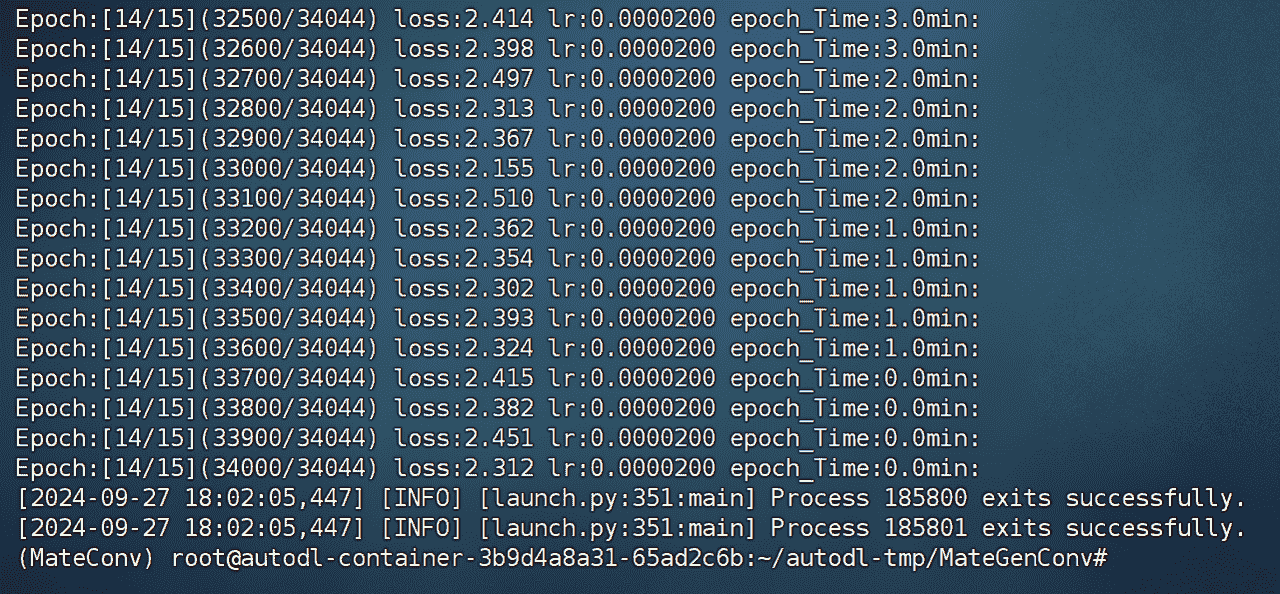 Epoch:[14/15](32500/34044) loss:2.414 lr:0.0000200 epoch_Time:3.0min:
Epoch:[14/15](32600/34044) loss:2.398 lr:0.0000200 epoch_Time:3.0min:
Epoch:[14/15](32700/34044) loss:2.497 lr:0.0000200 epoch_Time:2.0min:
Epoch:[14/15](32800/34044) loss:2.313 lr:0.0000200 epoch_Time:2.0min:
Epoch:[14/15](32900/34044) loss:2.367 lr:0.0000200 epoch_Time:2.0min:
Epoch:[14/15](33000/34044) loss:2.155 lr:0.0000200 epoch_Time:2.0min:
Epoch:[14/15](33100/34044) loss:2.510 lr:0.0000200 epoch_Time:2.0min:
Epoch:[14/15](33200/34044) loss:2.362 lr:0.0000200 epoch_Time:1.0min:
Epoch:[14/15](33300/34044) loss:2.354 lr:0.0000200 epoch_Time:1.0min:
Epoch:[14/15](33400/34044) loss:2.302 lr:0.0000200 epoch_Time:1.0min:
Epoch:[14/15](33500/34044) loss:2.393 lr:0.0000200 epoch_Time:1.0min:
Epoch:[14/15](33600/34044) loss:2.324 lr:0.0000200 epoch_Time:1.0min:
Epoch:[14/15](33700/34044) loss:2.415 lr:0.0000200 epoch_Time:0.0min:
Epoch:[14/15](33800/34044) loss:2.382 lr:0.0000200 epoch_Time:0.0min:
Epoch:[14/15](33900/34044) loss:2.451 lr:0.0000200 epoch_Time:0.0min:
Epoch:[14/15](34000/34044) loss:2.312 lr:0.0000200 epoch_Time:0.0min:
[2024-09-27 18:02:05,447] [INFO] [launch.py:351:main] Process 185800 exits successfully.
[2024-09-27 18:02:05,447] [INFO] [launch.py:351:main] Process 185801 exits successfully.
(MateConv) root@autodl-container-3b9d4a8a31-65ad2c6b:~/autodl-tmp/MateGenConv#